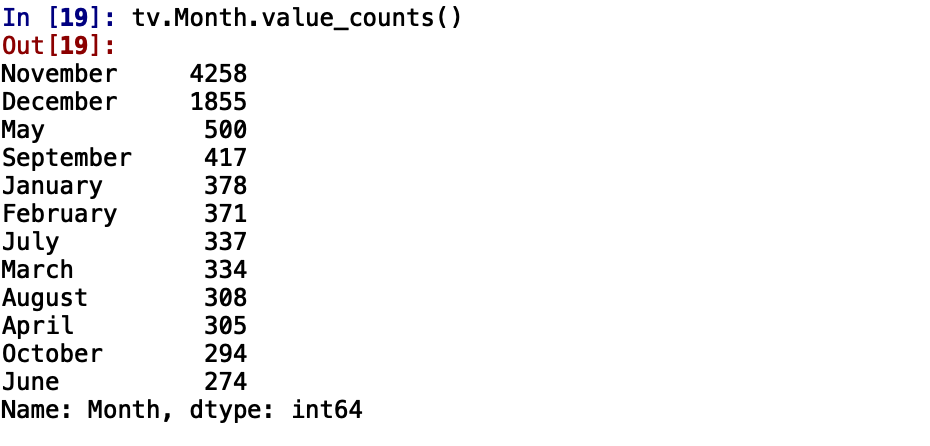 In [19]: tv.Month.value_counts()
Out[19]:
November     4258
December     1855
May           500
September     417
January       378
February      371
July          337
March         334
August        308
April         305
October       294
June          274
Name: Month, dtype: int64